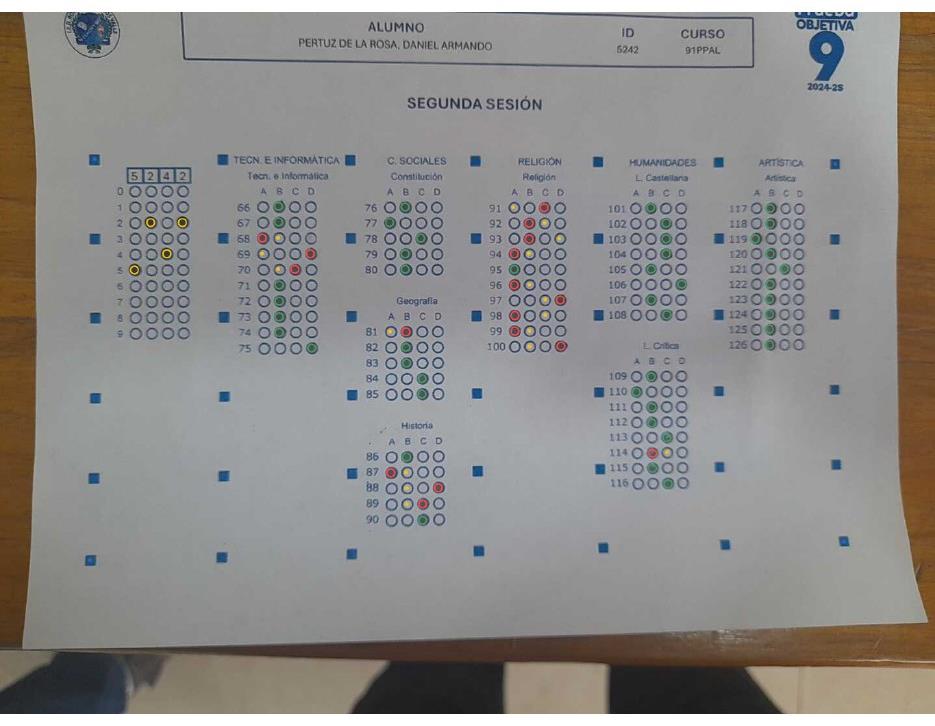 ALUMNO
PERTUZ DE LA ROSA, DANIEL ARMANDO
ID
5242
CURSO
91PPAL
Prueba
OBJETIVA
9
2024-2S
SEGUNDA SESIÓN
5 2 4 2
0
1
2
3
4
5
6
7
8
9
TECN. E INFORMÁTICA
Tecn. e Informática
A B C D
66
67
68
69
70
71
72
73
74
75
C. SOCIALES
Constitución
A B C D
76
77
78
79
80
Geografía
A B C D
81
82
83
84
85
Historia
A B C D
86
87
88
89
90
RELIGIÓN
Religión
A B C D
91
92
93
94
95
96
97
98
99
100
HUMANIDADES
L. Castellana
A B C D
101
102
103
104
105
106
107
108
L. Crítica
A B C D
109
110
111
112
113
114
115
116
ARTÍSTICA
Artística
A B C D
117
118
119
120
121
122
123
124
125
126